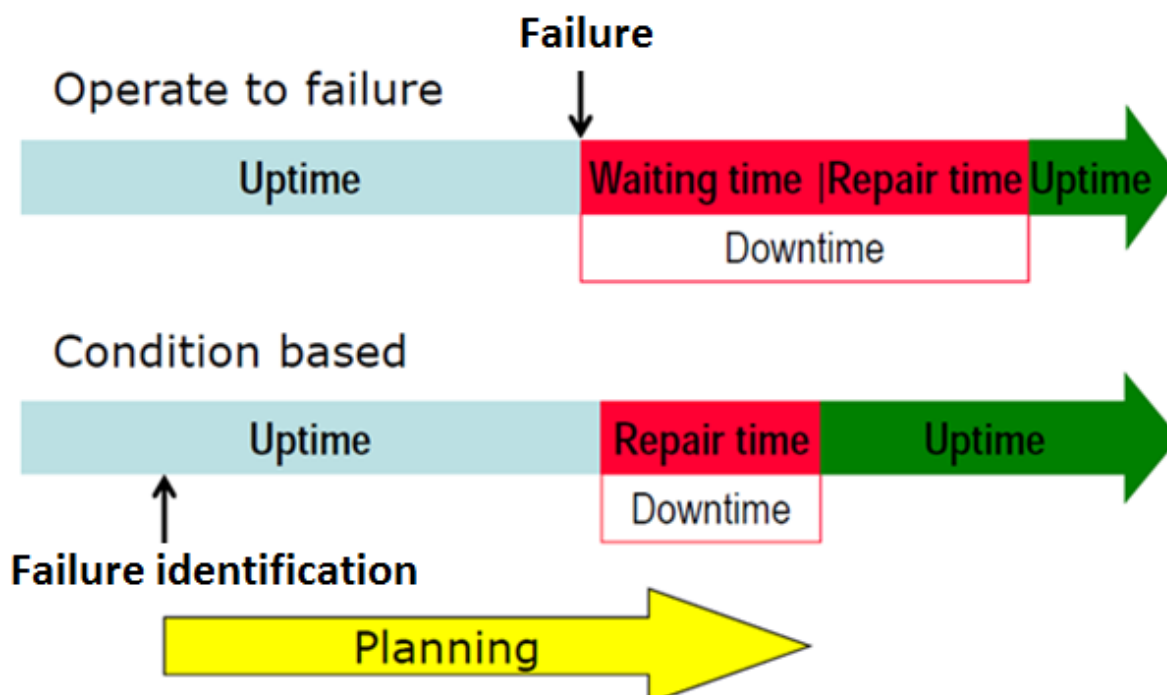 Failure
Operate to failure
Uptime Waiting time |Repair time Uptime
Downtime
Condition based
Uptime Repair time Uptime
Downtime
Failure identification
Planning